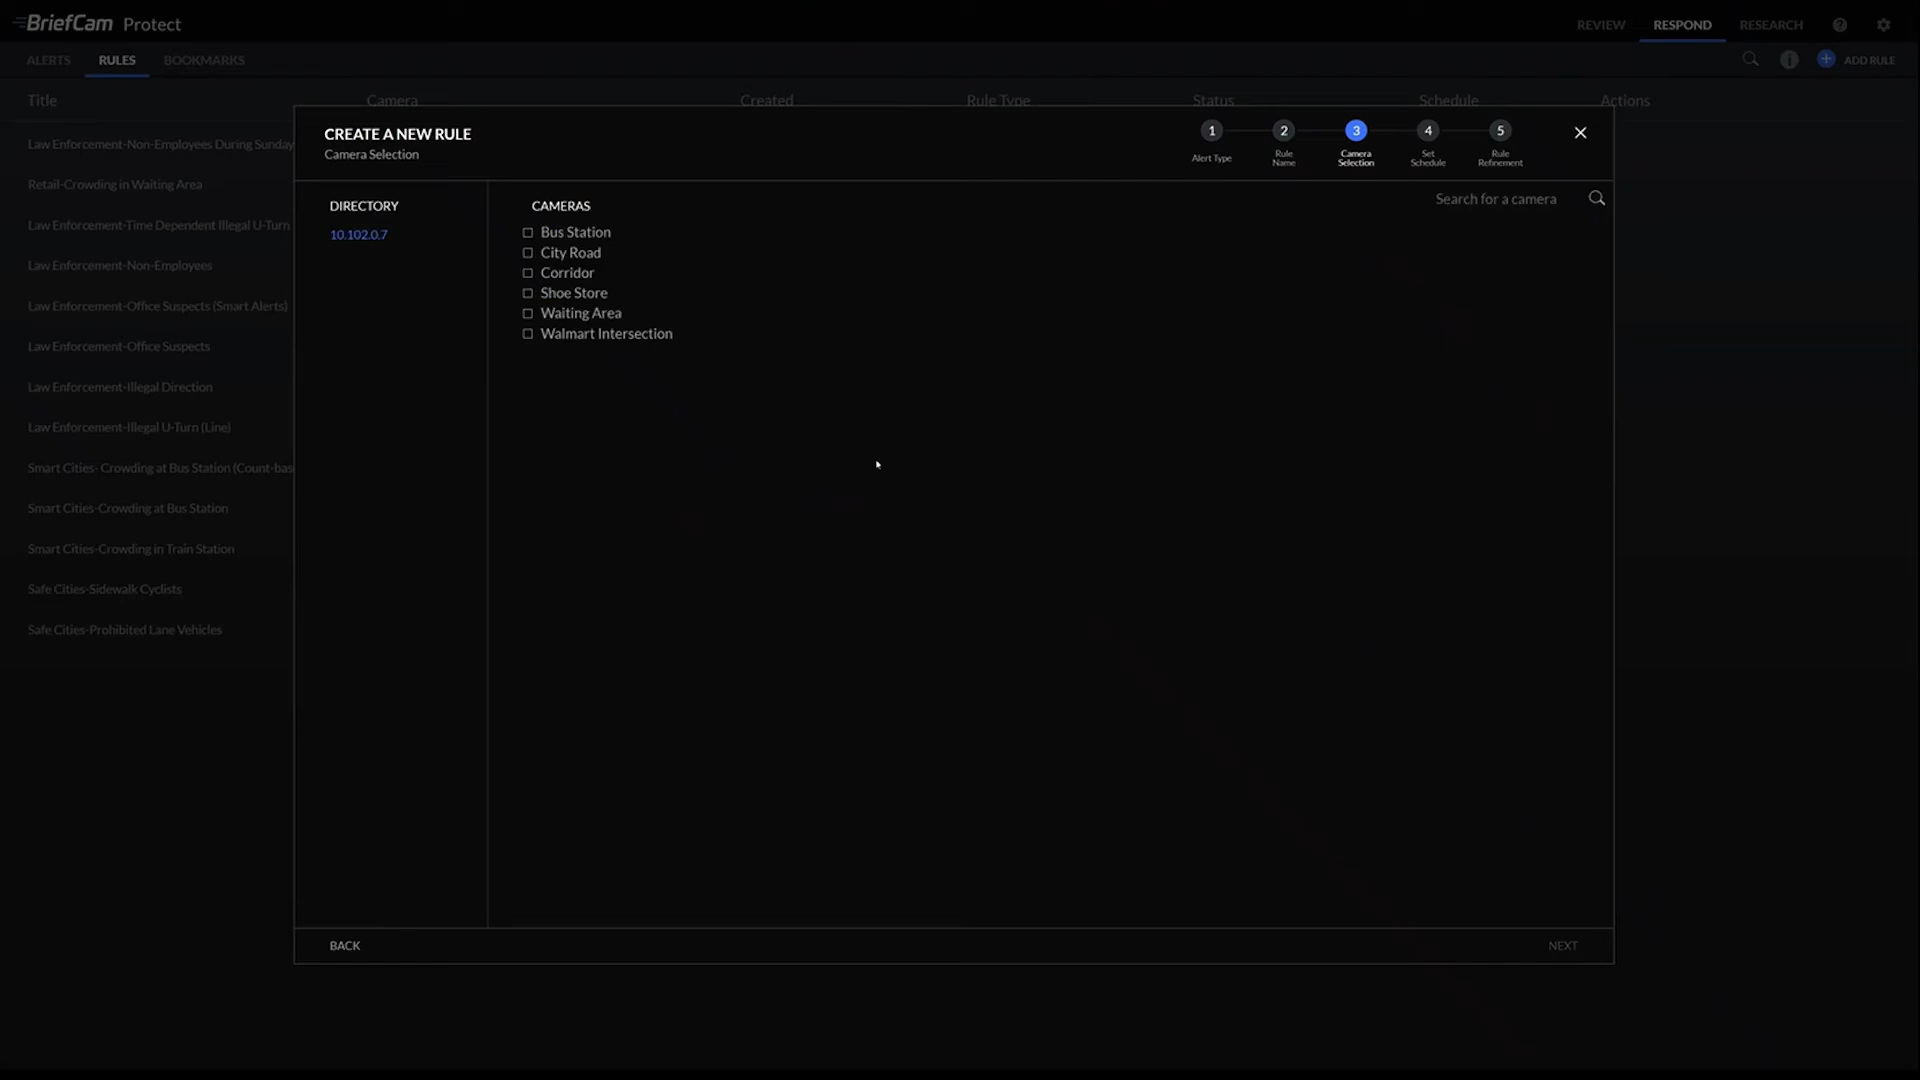 BriefCam Protect
REVIEW RESPOND RESEARCH
ALERTS RULES BOOKMARKS
ADD RULE
Title Camera Created Rule Type Status Schedule Actions
Law Enforcement-Non-Employees During Sunday
Retail-Crowding in Waiting Area
Law Enforcement-Time Dependent Illegal U-Turn
Law Enforcement-Non-Employees
Law Enforcement-Office Suspects (Smart Alerts)
Law Enforcement-Office Suspects
Law Enforcement-Illegal Direction
Law Enforcement-Illegal U-Turn (Line)
Smart Cities- Crowding at Bus Station (Count-bas
Smart Cities-Crowding at Bus Station
Smart Cities-Crowding in Train Station
Safe Cities-Sidewalk Cyclists
Safe Cities-Prohibited Lane Vehicles
CREATE A NEW RULE
Camera Selection
1 2 3 4 5
Alert Type
Rule
Name
Camera
Selection
Set
Schedule
Rule
Refinement
DIRECTORY
10.102.0.7
CAMERAS
Search for a camera
Bus Station
City Road
Corridor
Shoe Store
Waiting Area
Walmart Intersection
BACK
NEXT